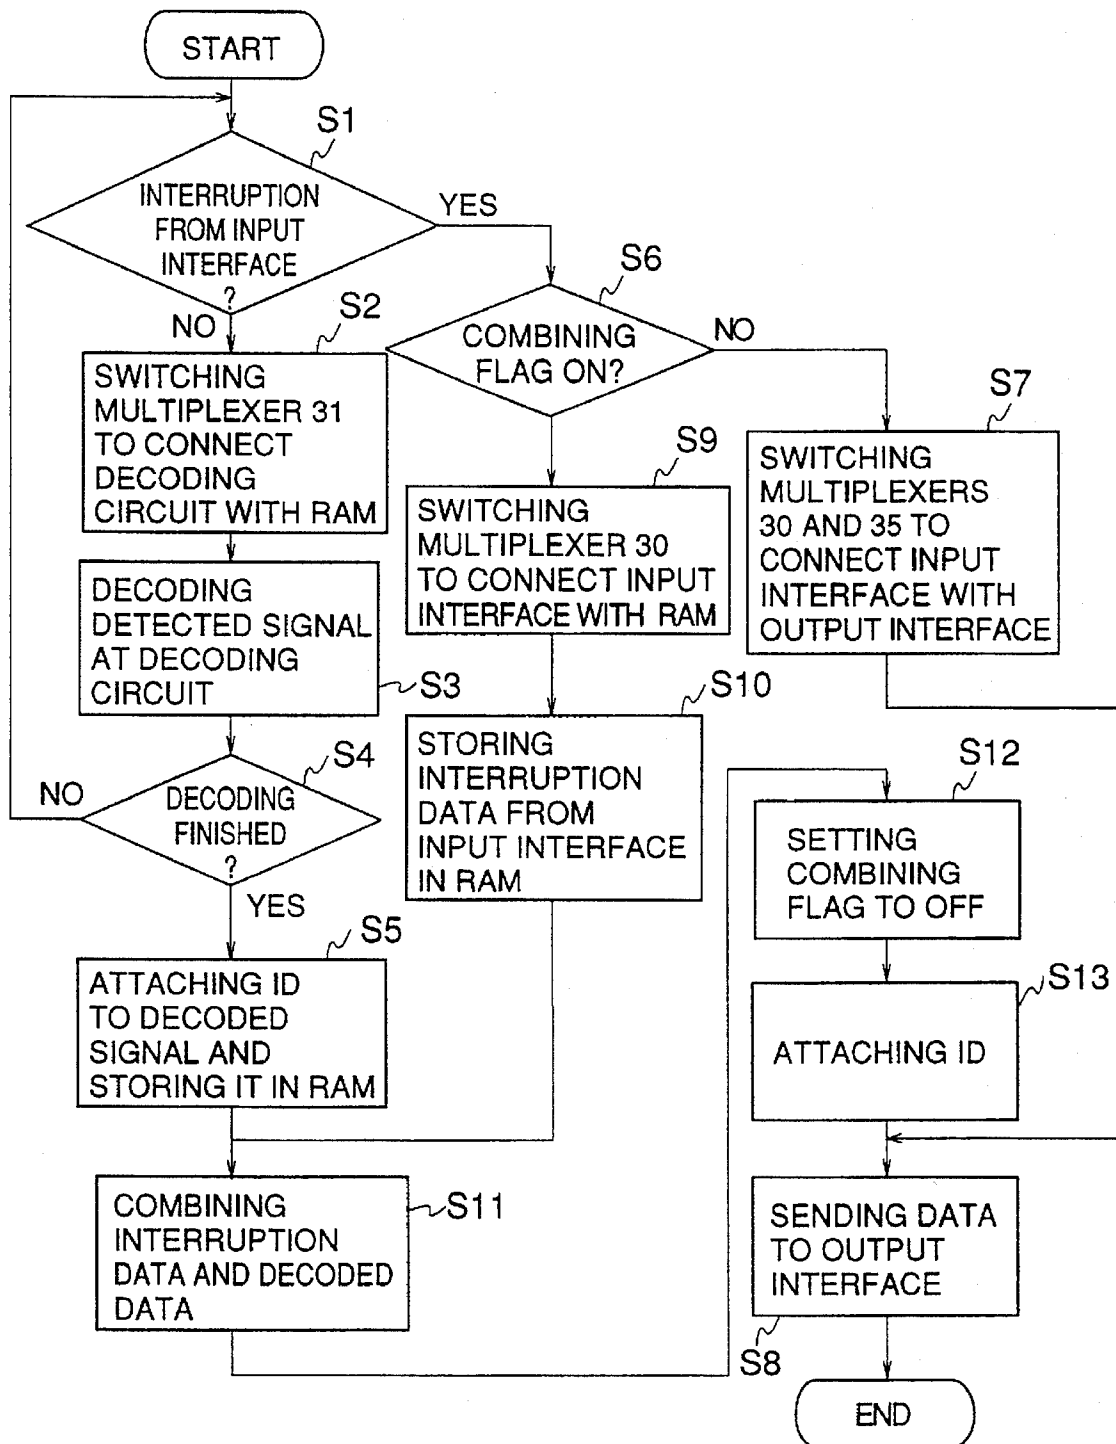 START
S1
INTERRUPTION
FROM INPUT
INTERFACE
?
YES
NO
S2
SWITCHING
MULTIPLEXER 31
TO CONNECT
DECODING
CIRCUIT WITH RAM
DECODING
DETECTED SIGNAL
AT DECODING
CIRCUIT
S3
S4
NO
DECODING
FINISHED
?
YES
S5
ATTACHING ID
TO DECODED
SIGNAL AND
STORING IT IN RAM
S6
COMBINING
FLAG ON?
NO
S9
SWITCHING
MULTIPLEXER 30
TO CONNECT INPUT
INTERFACE WITH RAM
S10
STORING
INTERRUPTION
DATA FROM
INPUT INTERFACE
IN RAM
S7
SWITCHING
MULTIPLEXERS
30 AND 35 TO
CONNECT INPUT
INTERFACE WITH
OUTPUT INTERFACE
COMBINING
INTERRUPTION
DATA AND DECODED
DATA
S11
S12
SETTING
COMBINING
FLAG TO OFF
S13
ATTACHING ID
SENDING DATA
TO OUTPUT
INTERFACE
S8
END